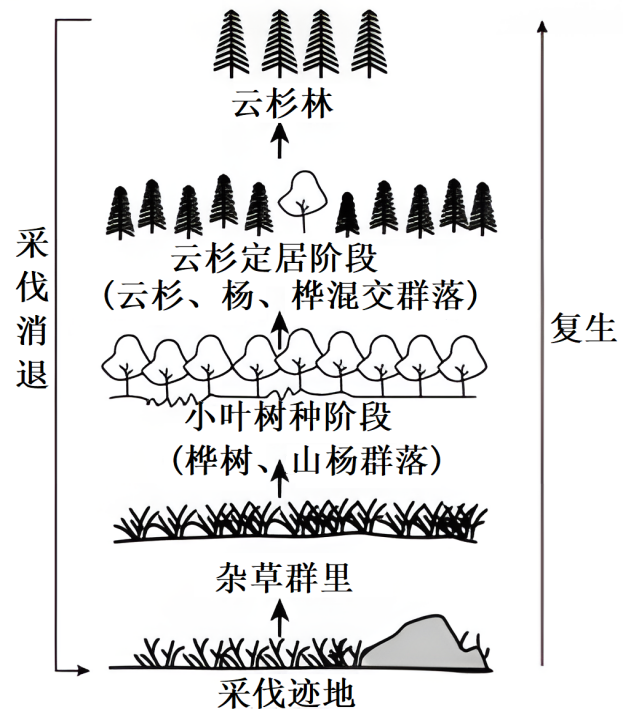 云杉林
云杉定居阶段
(云杉、杨、桦混交群落)
小叶树种阶段
(桦树、山杨群落)
杂草群里
采伐迹地
采伐消退
复生